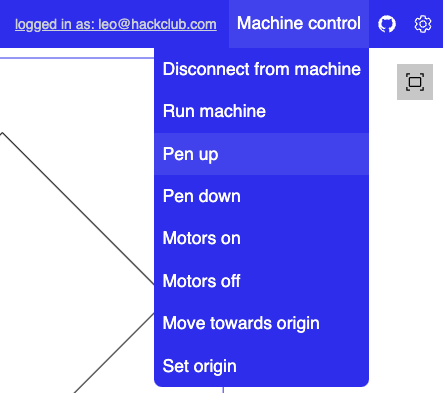 logged in as: leo@hackclub.com Machine control
Disconnect from machine
Run machine
Pen up
Pen down
Motors on
Motors off
Move towards origin
Set origin